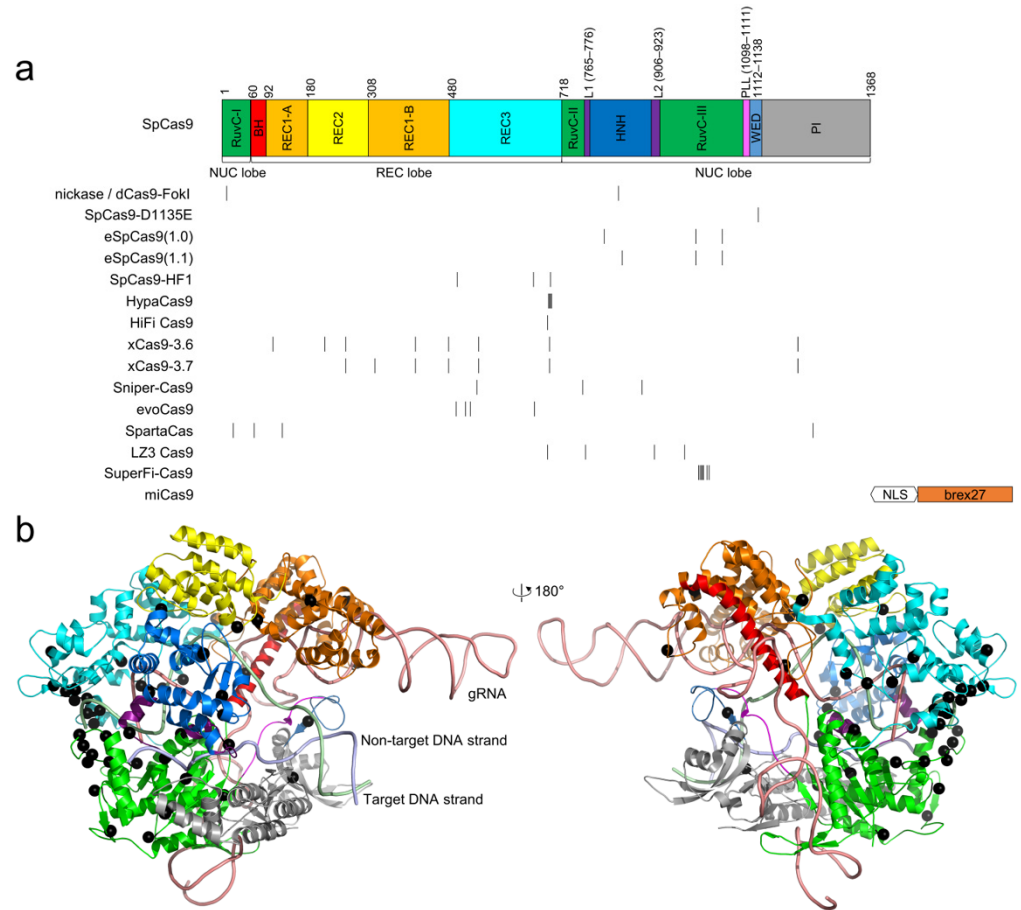 a
1
60
92
180
308
480
718
L1 (765–776)
L2 (906–923)
PLL (1098–1111)
1112–1138
1368
SpCas9
RuvC-I
BH
REC1-A
REC2
REC1-B
REC3
RuvC-II
HNH
RuvC-III
WED
PI
NUC lobe
REC lobe
NUC lobe
nickase / dCas9-FokI
SpCas9-D1135E
eSpCas9(1.0)
eSpCas9(1.1)
SpCas9-HF1
HypaCas9
HiFi Cas9
xCas9-3.6
xCas9-3.7
Sniper-Cas9
evoCas9
SpartaCas
LZ3 Cas9
SuperFi-Cas9
miCas9
NLS
brex27
b
180°
gRNA
Non-target DNA strand
Target DNA strand